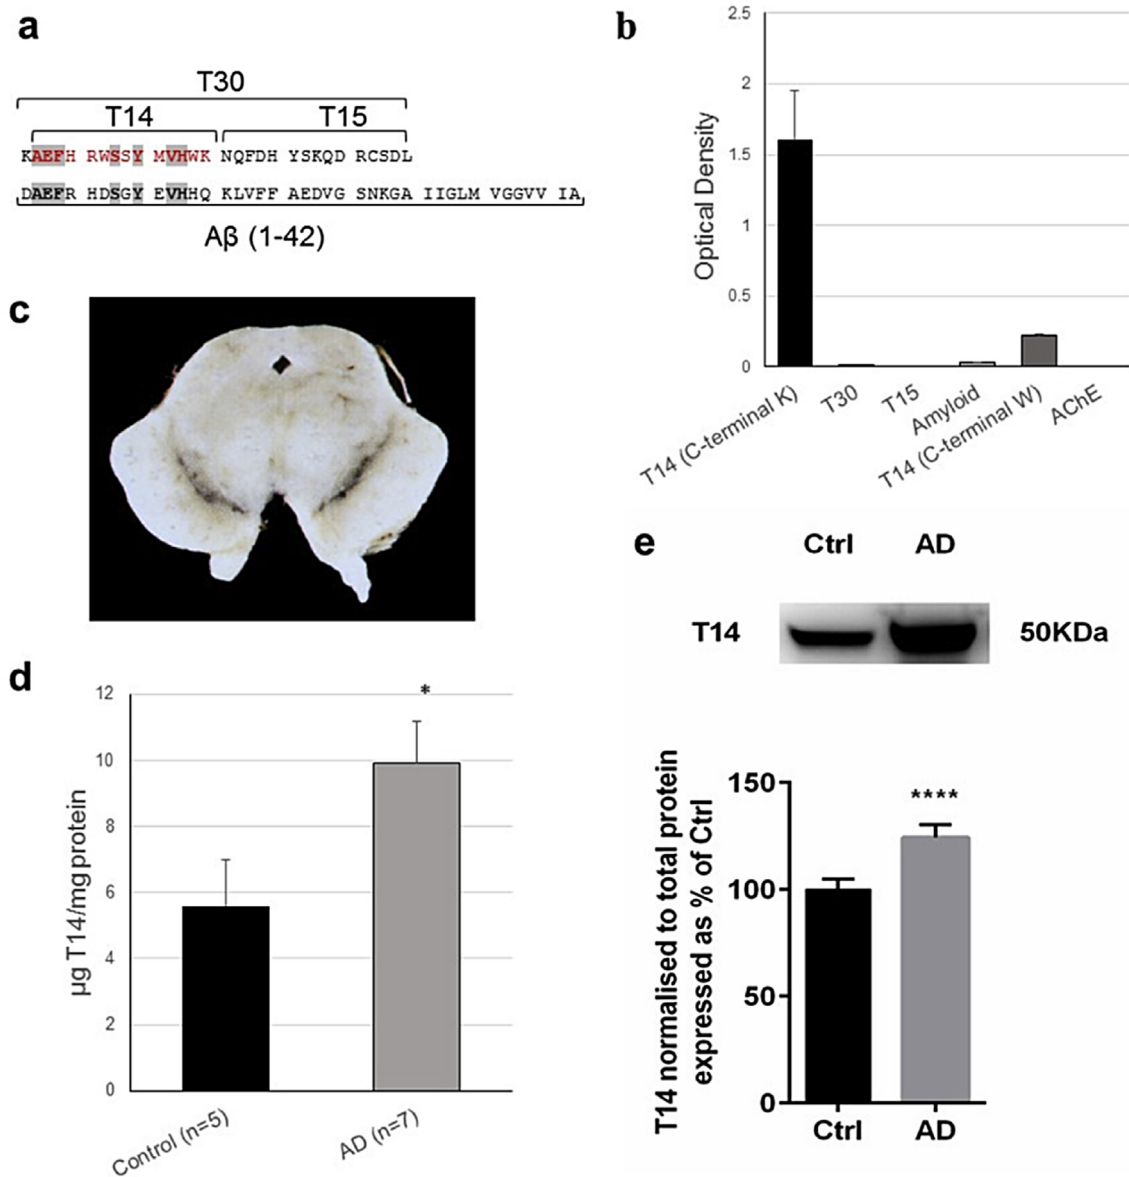 a
T30
T14 T15
KAEFH RWSSY MVHWK NQFDH YSKQD RCSDL
DAEFR HDSGY EVHHQ KLVFF AEDVG SNKGA IIGLM VGGVV IA
Aβ (1-42)
b
Optical Density
2.5
2
1.5
1
0.5
0
T14 (C-terminal K)
T30
T15
Amyloid
T14 (C-terminal W)
AChE
c
d
µg T14/mg protein
12
10
8
6
4
2
0
*
Control (n=5)
AD (n=7)
e
Ctrl AD
T14 50KDa
T14 normalised to total protein
expressed as % of Ctrl
150
100
50
0
****
Ctrl AD